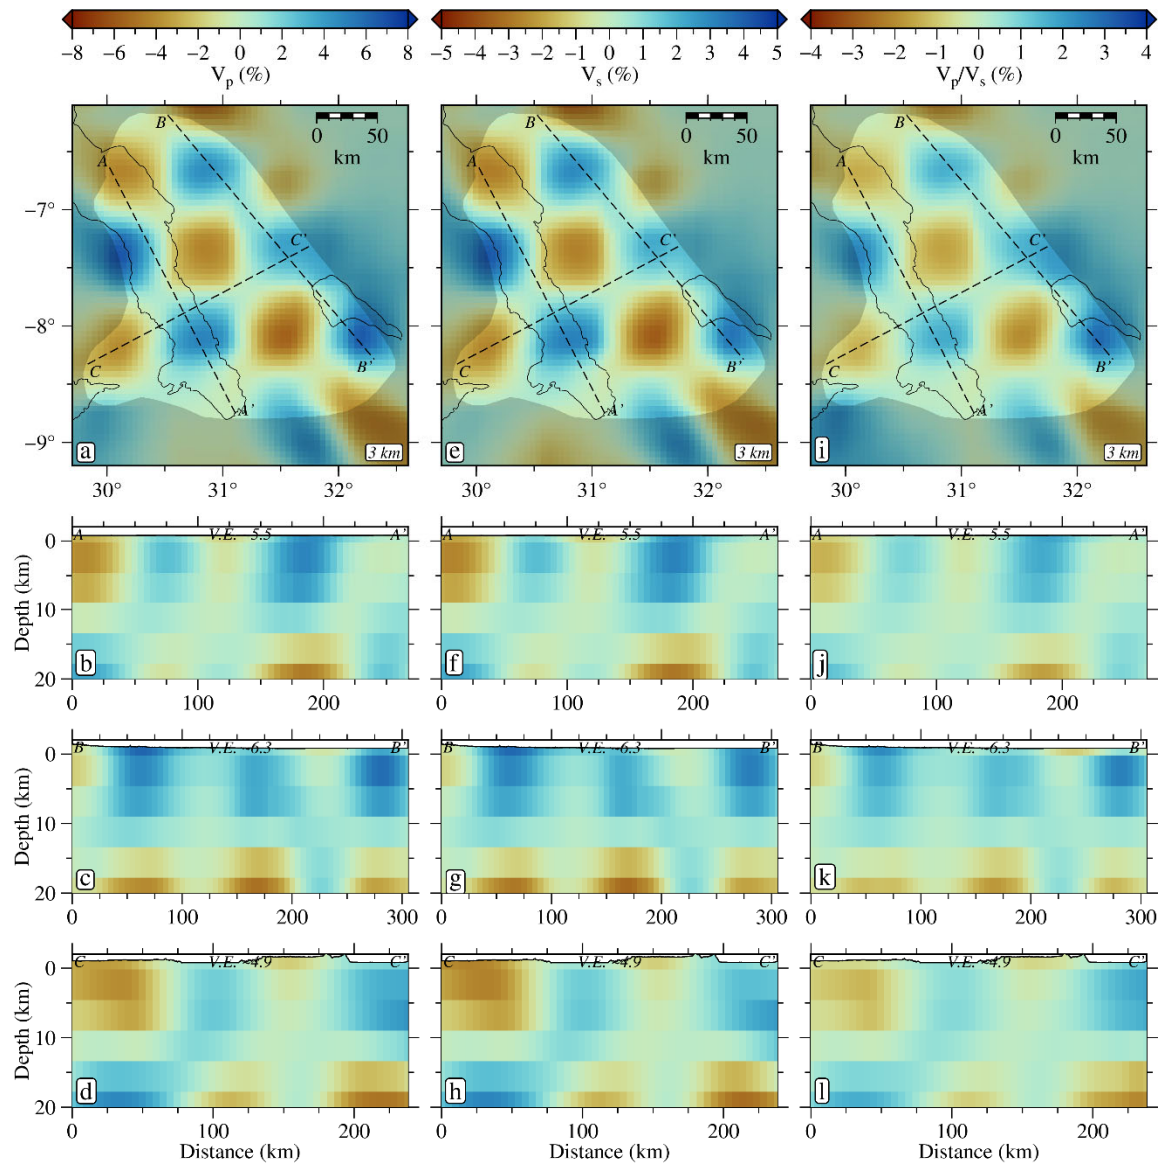 −8 −6 −4 −2 0 2 4 6 8
Vp (%)
−5 −4 −3 −2 −1 0 1 2 3 4 5
Vs (%)
−4 −3 −2 −1 0 1 2 3 4
Vp/Vs (%)
B
A
C'
C
B'
A'
0 50
km
−7°
−8°
−9°
a
3 km
30° 31° 32°
B
A
C'
C
B'
A'
0 50
km
e
3 km
30° 31° 32°
B
A
C'
C
B'
A'
0 50
km
i
3 km
30° 31° 32°
A V.E. 5.5 A'
0
10
20
Depth (km)
b
0 100 200
A V.E. 5.5 A'
f
0 100 200
A V.E. 5.5 A'
j
0 100 200
B V.E. 6.3 B'
0
10
20
Depth (km)
c
0 100 200 300
B V.E. 6.3 B'
g
0 100 200 300
B V.E. 6.3 B'
k
0 100 200 300
C V.E. 4.9 C'
0
10
20
Depth (km)
d
0 100 200
Distance (km)
C V.E. 4.9 C'
h
0 100 200
Distance (km)
C V.E. 4.9 C'
l
0 100 200
Distance (km)